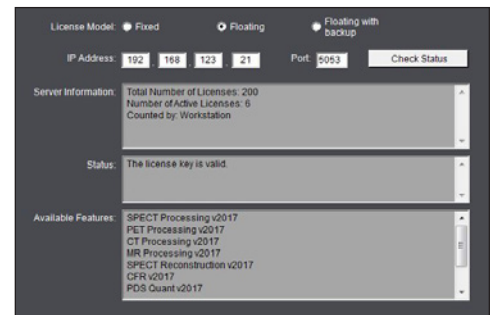 License Model: Fixed Floating Floating with backup
IP Address: 192 . 168 . 123 . 21 Port: 5053 Check Status
Server Information: Total Number of Licenses: 200
Number of Active Licenses: 6
Counted by: Workstation
Status: The license key is valid.
Available Features: SPECT Processing v2017
PET Processing v2017
CT Processing v2017
MR Processing v2017
SPECT Reconstruction v2017
CFR v2017
PDS Quant v2017